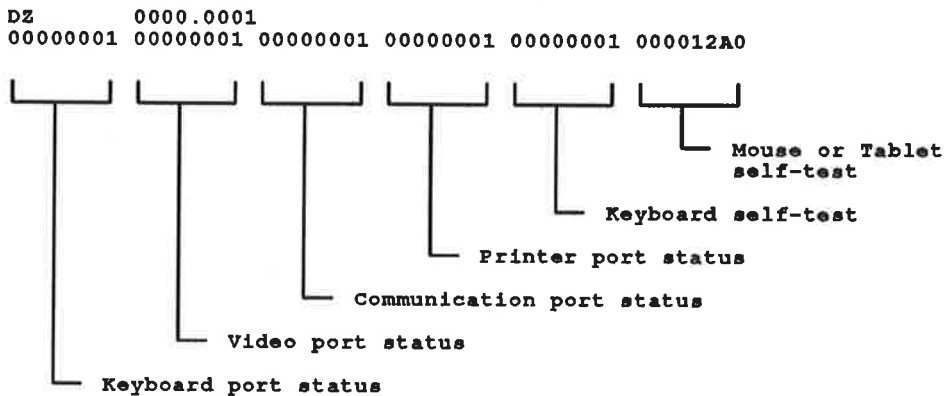 DZ 0000.0001
00000001 00000001 00000001 00000001 00000001 000012A0
Mouse or Tablet
self-test
Keyboard self-test
Printer port status
Communication port status
Video port status
Keyboard port status